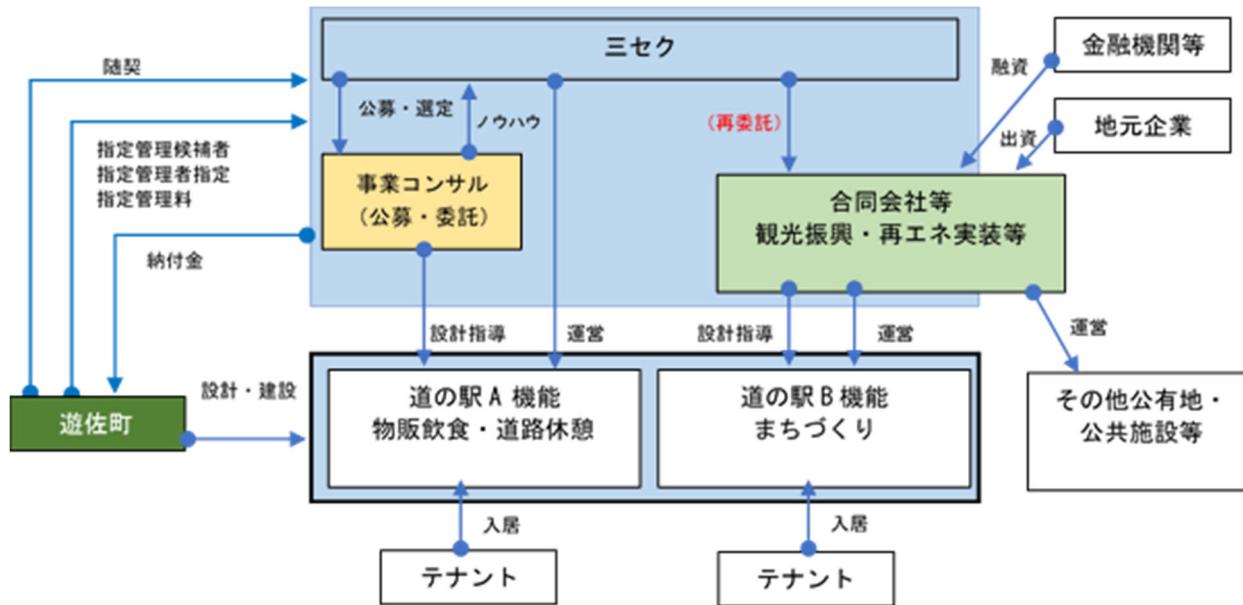 三セク
金融機関等
随契
融資
公募・選定
ノウハウ
（再委託）
地元企業
出資
指定管理候補者
指定管理者指定
指定管理料
事業コンサル
（公募・委託）
合同会社等
観光振興・再エネ実装等
納付金
設計指導
運営
設計指導
運営
運営
設計・建設
遊佐町
道の駅A機能
物販飲食・道路休憩
道の駅B機能
まちづくり
その他公有地・
公共施設等
入居
入居
テナント
テナント